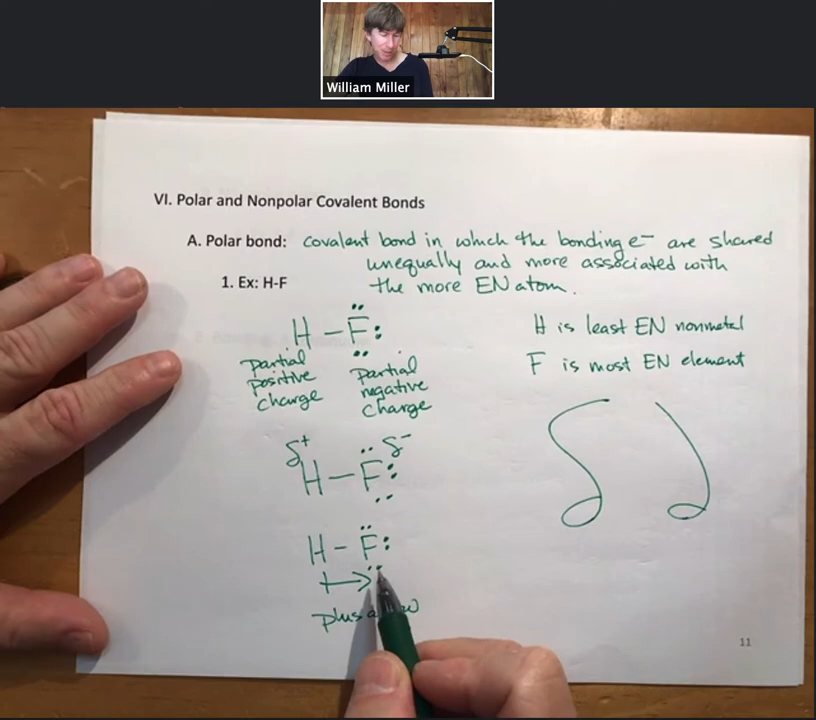 William Miller
VI. Polar and Nonpolar Covalent Bonds
A. Polar bond: covalent bond in which the bonding e⁻ are shared
unequally and more associated with
the more EN atom.
1. Ex: H-F
H – F
partial positive charge
Partial negative charge
H is least EN nonmetal
F is most EN element
δ⁺ δ⁻
H – F
δ
H – F
plus
11